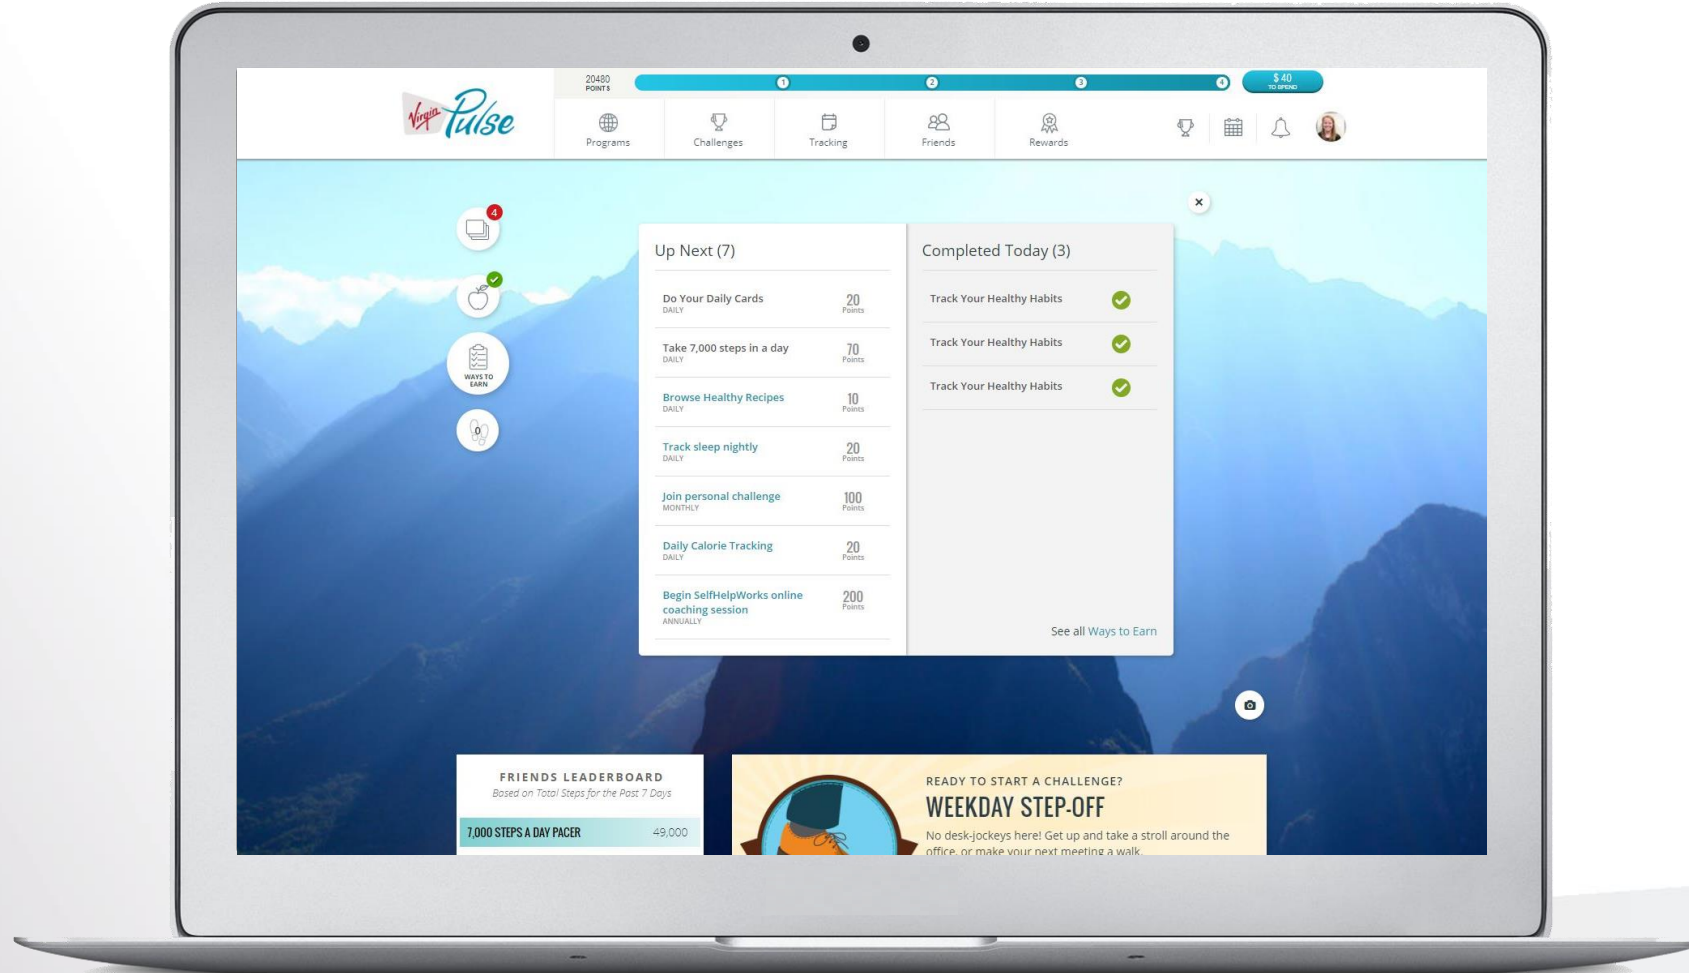 Virgin Pulse
20480
POINTS
1
2
3
4
$ 40
TO SPEND
Programs
Challenges
Tracking
Friends
Rewards
4
WAYS TO
EARN
0
Up Next (7)
Do Your Daily Cards
DAILY
20
Points
Take 7,000 steps in a day
DAILY
70
Points
Browse Healthy Recipes
DAILY
10
Points
Track sleep nightly
DAILY
20
Points
Join personal challenge
MONTHLY
100
Points
Daily Calorie Tracking
DAILY
20
Points
Begin SelfHelpWorks online
coaching session
ANNUALLY
200
Points
Completed Today (3)
Track Your Healthy Habits
Track Your Healthy Habits
Track Your Healthy Habits
See all Ways to Earn
FRIENDS LEADERBOARD
Based on Total Steps for the Past 7 Days
7,000 STEPS A DAY PACER 49,000
READY TO START A CHALLENGE?
WEEKDAY STEP-OFF
No desk-jockeys here! Get up and take a stroll around the
office, or make your next meeting a walk.